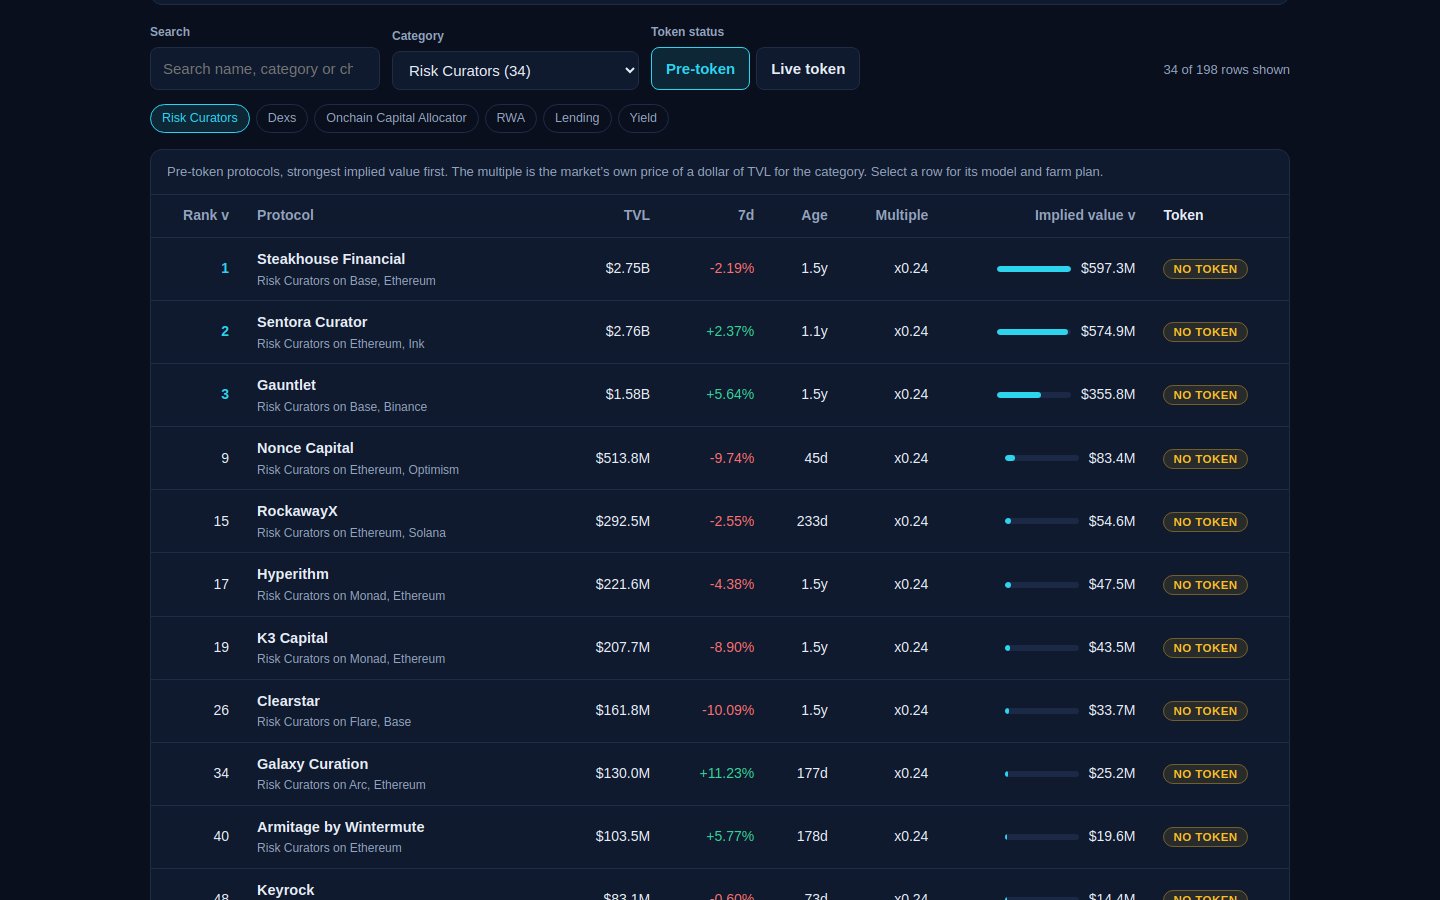 Search
Category
Token status
Search name, category or ch
Risk Curators (34)
Pre-token
Live token
34 of 198 rows shown
Risk Curators
Dexs
Onchain Capital Allocator
RWA
Lending
Yield
Pre-token protocols, strongest implied value first. The multiple is the market's own price of a dollar of TVL for the category. Select a row for its model and farm plan.
Rank v Protocol TVL 7d Age Multiple Implied value v Token
1 Steakhouse Financial $2.75B -2.19% 1.5y x0.24 $597.3M NO TOKEN
Risk Curators on Base, Ethereum
2 Sentora Curator $2.76B +2.37% 1.1y x0.24 $574.9M NO TOKEN
Risk Curators on Ethereum, Ink
3 Gauntlet $1.58B +5.64% 1.5y x0.24 $355.8M NO TOKEN
Risk Curators on Base, Binance
9 Nonce Capital $513.8M -9.74% 45d x0.24 $83.4M NO TOKEN
Risk Curators on Ethereum, Optimism
15 RockawayX $292.5M -2.55% 233d x0.24 $54.6M NO TOKEN
Risk Curators on Ethereum, Solana
17 Hyperithm $221.6M -4.38% 1.5y x0.24 $47.5M NO TOKEN
Risk Curators on Monad, Ethereum
19 K3 Capital $207.7M -8.90% 1.5y x0.24 $43.5M NO TOKEN
Risk Curators on Monad, Ethereum
26 Clearstar $161.8M -10.09% 1.5y x0.24 $33.7M NO TOKEN
Risk Curators on Flare, Base
34 Galaxy Curation $130.0M +11.23% 177d x0.24 $25.2M NO TOKEN
Risk Curators on Arc, Ethereum
40 Armitage by Wintermute $103.5M +5.77% 178d x0.24 $19.6M NO TOKEN
Risk Curators on Ethereum
48 Keyrock $83.1M -0.60% 73d x0.24 $14.4M NO TOKEN